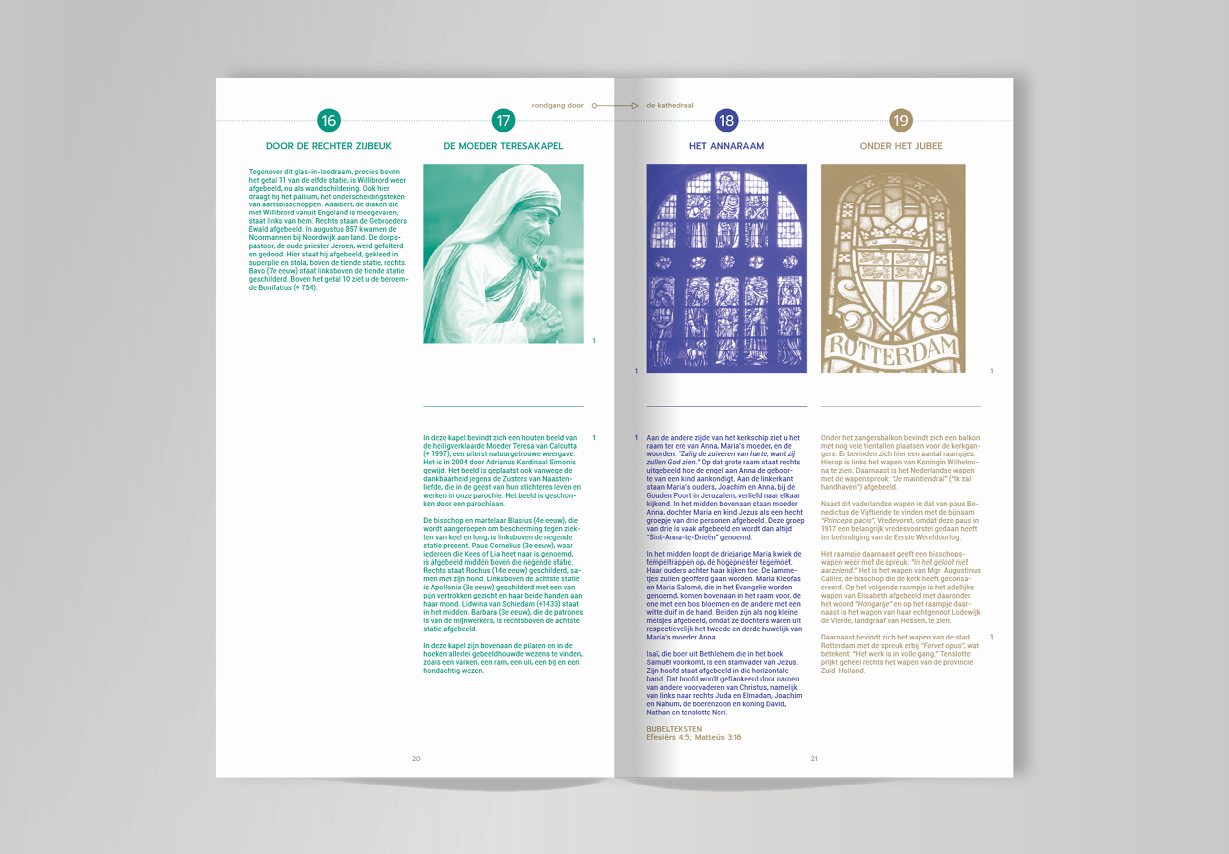 rondgang door
de kathedraal
16
DOOR DE RECHTER ZIJBEUK
Tegenover dit glas-in-loodraam, precies boven
het getal 11 van de elfde statie, is Willibrord weer
afgebeeld, nu als wandschildering. Ook hier
draagt hij het pallium, het onderscheidingsteken
van aartsbisschoppen. Adalbert, de diaken die
met Willibrord vanuit Engeland is meegevaren,
staat links van hem. Rechts staan de Gebroeders
Ewald afgebeeld. In augustus 857 kwamen de
Noormannen bij Noordwijk aan land. De dorps-
pastoor, de oude priester Jeroen, werd gefolterd
en gedood. Hier staat hij afgebeeld, gekleed in
superplie en stola, boven de tiende statie, rechts.
Bavo (7e eeuw) staat linksboven de tiende statie
geschilderd. Boven het getal 10 ziet u de beroem-
de Bonifatius (+ 754).
17
DE MOEDER TERESAKAPEL
1
In deze kapel bevindt zich een houten beeld van
de heiligverklaarde Moeder Teresa van Calcutta
(+ 1997), een uiterst natuurgetrouwe weergave.
Het is in 2004 door Adrianus Kardinaal Simonis
gewijd. Het beeld is geplaatst ook vanwege de
dankbaarheid jegens de Zusters van Naasten-
liefde, die in de geest van hun stichteres leven en
werken in onze parochie. Het beeld is geschon-
ken door een parochiaan.
1
De bisschop en martelaar Blasius (4e eeuw), die
wordt aangeroepen om bescherming tegen ziek-
ten van keel en long, is linksboven de negende
statie present. Paus Cornelius (3e eeuw), waar
iedereen die Kees of Lia heet naar is genoemd,
is afgebeeld midden boven die negende statie.
Rechts staat Rochus (14e eeuw) geschilderd, sa-
men met zijn hond. Linksboven de achtste statie
is Apollonia (3e eeuw) geschilderd met een van
pijn vertrokken gezicht en haar beide handen aan
haar mond. Lidwina van Schiedam (+1433) staat
in het midden. Barbara (3e eeuw), die de patrones
is van de mijnwerkers, is rechtsboven de achtste
statie afgebeeld.
In deze kapel zijn bovenaan de pilaren en in de
hoeken allerlei gebeeldhouwde wezens te vinden,
zoals een varken, een ram, een uil, een bij en een
hondachtig wezen.
20
18
HET ANNARAAM
1
1
Aan de andere zijde van het kerkschip ziet u het
raam ter ere van Anna, Maria's moeder, en de
woorden. "Zalig de zuiveren van harte, want zij
zullen God zien." Op dat grote raam staat rechts
uitgebeeld hoe de engel aan Anna de geboor-
te van een kind aankondigt. Aan de linkerkant
staan Maria's ouders, Joachim en Anna, bij de
Gouden Poort in Jeruzalem, verliefd naar elkaar
kijkend. In het midden bovenaan staan moeder
Anna, dochter Maria en kind Jezus als een hecht
groepje van drie personen afgebeeld. Deze groep
van drie is vaak afgebeeld en wordt dan altijd
"Sint-Anna-te-Drieën" genoemd.
In het midden loopt de driejarige Maria kwiek de
tempeltrappen op, de hogepriester tegemoet.
Haar ouders achter haar kijken toe. De lamme-
tjes zullen geofferd gaan worden. Maria Kleofas
en Maria Salomé, die in het Evangelie worden
genoemd, komen bovenaan in het raam voor, de
ene met een bos bloemen en de andere met een
witte duif in de hand. Beiden zijn als nog kleine
meisjes afgebeeld, omdat ze dochters waren uit
respectievelijk het tweede en derde huwelijk van
Maria's moeder Anna.
Isaï, die boer uit Bethlehem die in het boek
Samuël voorkomt, is een stamvader van Jezus.
Zijn hoofd staat afgebeeld in de horizontale
band. Dat hoofd wordt geflankeerd door namen
van andere voorvaderen van Christus, namelijk
van links naar rechts Juda en Elmadan, Joachim
en Nahum, de boerenzoon en koning David,
Nathan en tenslotte Neri.
BIJBELTEKSTEN
Efesiërs 4:5; Matteüs 3:16
19
ONDER HET JUBEE
ROTTERDAM
1
Onder het zangersbalkon bevindt zich een balkon
met nog vele tientallen plaatsen voor de kerkgan-
gers. Er bevinden zich hier een aantal raampjes.
Hierop is links het wapen van Koningin Wilhelmi-
na te zien. Daarnaast is het Nederlandse wapen
met de wapenspreuk: "Je maintiendrai" ("Ik zal
handhaven") afgebeeld.
Naast dit vaderlandse wapen is dat van paus Be-
nedictus de Vijftiende te vinden met de bijnaam
"Princeps pacis", Vredevorst, omdat deze paus in
1917 een belangrijk vredesvoorstel gedaan heeft
ter beëindiging van de Eerste Wereldoorlog.
Het raampje daarnaast geeft een bisschops-
wapen weer met de spreuk: "In het geloof niet
aarzelend." Het is het wapen van Mgr. Augustinus
Callier, de bisschop die de kerk heeft geconsa-
creerd. Op het volgende raampje is het adellijke
wapen van Elisabeth afgebeeld met daaronder
het woord "Hongarije" en op het raampje daar-
naast is het wapen van haar echtgenoot Lodewijk
de Vierde, landgraaf van Hessen, te zien.
Daarnaast bevindt zich het wapen van de stad
Rotterdam met de spreuk erbij "Fervet opus", wat
betekent: "Het werk is in volle gang." Tenslotte
prijkt geheel rechts het wapen van de provincie
Zuid-Holland.
1
21